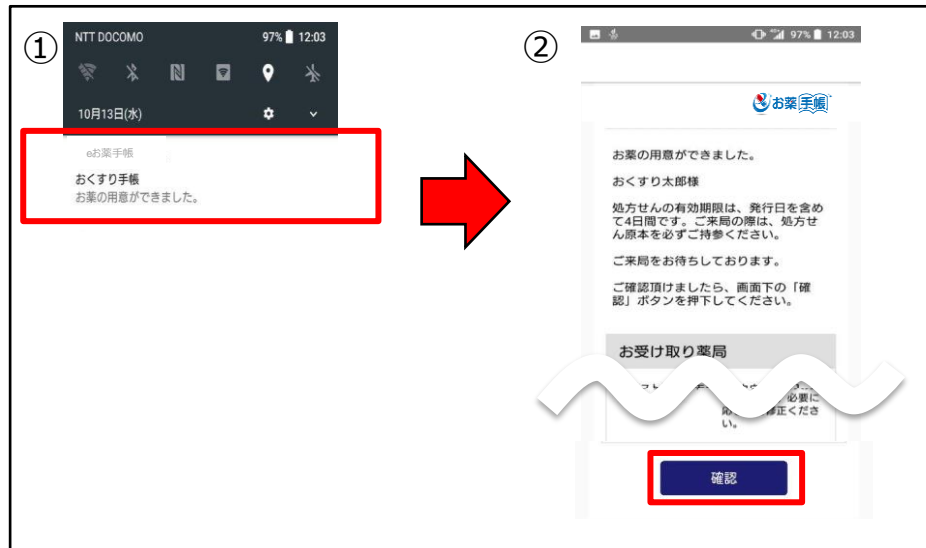 ①
NTT DOCOMO 97% 12:03
10月13日(水)
eお薬手帳
おくすり手帳
お薬の用意ができました。
②
97% 12:03
お薬手帳
お薬の用意ができました。
おくすり太郎様
処方せんの有効期限は、発行日を含め
て4日間です。ご来局の際は、処方せ
ん原本を必ずご持参ください。
ご来局をお待ちしております。
ご確認頂けましたら、画面下の「確
認」ボタンを押下してください。
お受け取り薬局
必要に
修正くださ
い。
確認